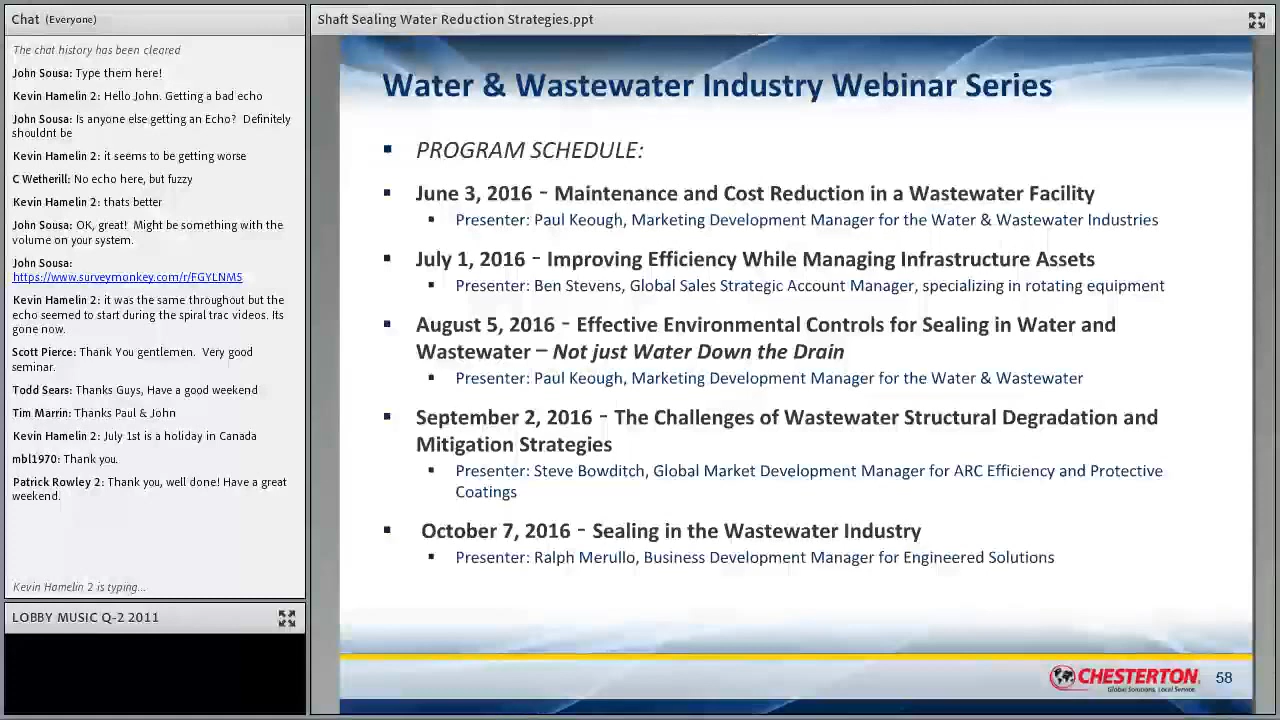 Chat (Everyone)
The chat history has been cleared
John Sousa: Type them here!
Kevin Hamelin 2: Hello John. Getting a bad echo
John Sousa: Is anyone else getting an Echo?  Definitely
shouldnt be
Kevin Hamelin 2: it seems to be getting worse
C Wetherill: No echo here, but fuzzy
Kevin Hamelin 2: thats better
John Sousa: OK, great!  Might be something with the
volume on your system.
John Sousa:
https://www.surveymonkey.com/r/FGYLNM5
Kevin Hamelin 2: it was the same throughout but the
echo seemed to start during the spiral trac videos. Its
gone now.
Scott Pierce: Thank You gentlemen.  Very good
seminar.
Todd Sears: Thanks Guys, Have a good weekend
Tim Marrin: Thanks Paul & John
Kevin Hamelin 2: July 1st is a holiday in Canada
mbl1970: Thank you.
Patrick Rowley 2: Thank you, well done! Have a great
weekend.
Kevin Hamelin 2 is typing...
LOBBY MUSIC Q-2 2011
Shaft Sealing Water Reduction Strategies.ppt
Water & Wastewater Industry Webinar Series
▪ PROGRAM SCHEDULE:
▪ June 3, 2016 – Maintenance and Cost Reduction in a Wastewater Facility
▪ Presenter: Paul Keough, Marketing Development Manager for the Water & Wastewater Industries
▪ July 1, 2016 – Improving Efficiency While Managing Infrastructure Assets
▪ Presenter: Ben Stevens, Global Sales Strategic Account Manager, specializing in rotating equipment
▪ August 5, 2016 – Effective Environmental Controls for Sealing in Water and
Wastewater – Not just Water Down the Drain
▪ Presenter: Paul Keough, Marketing Development Manager for the Water & Wastewater
▪ September 2, 2016 – The Challenges of Wastewater Structural Degradation and
Mitigation Strategies
▪ Presenter: Steve Bowditch, Global Market Development Manager for ARC Efficiency and Protective
Coatings
▪ October 7, 2016 – Sealing in the Wastewater Industry
▪ Presenter: Ralph Merullo, Business Development Manager for Engineered Solutions
CHESTERTON
Global Solutions, Local Service.
58